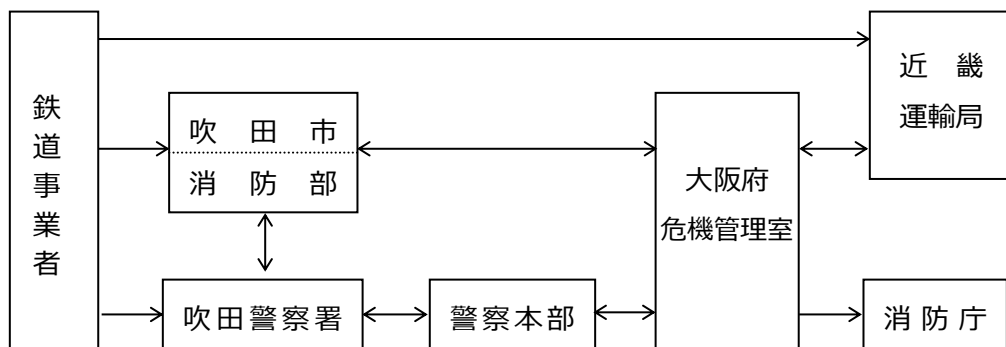 鉄道事業者
吹田市
消防部
吹田警察署
警察本部
大阪府
危機管理室
近畿
運輸局
消防庁